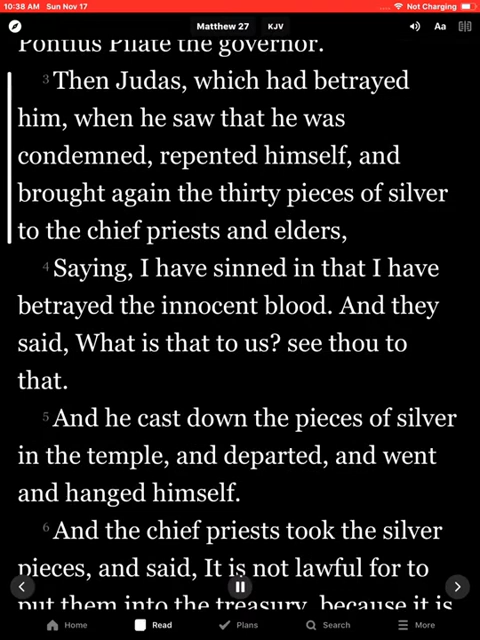 10:38 AM Sun Nov 17 Not Charging
Matthew 27 KJV Aa
Pontius Pilate the governor.
3 Then Judas, which had betrayed
him, when he saw that he was
condemned, repented himself, and
brought again the thirty pieces of silver
to the chief priests and elders,
4 Saying, I have sinned in that I have
betrayed the innocent blood. And they
said, What is that to us? see thou to
that.
5 And he cast down the pieces of silver
in the temple, and departed, and went
and hanged himself.
6 And the chief priests took the silver
pieces, and said, It is not lawful for to
put them into the treasury, because it is
Home Read Plans Search More